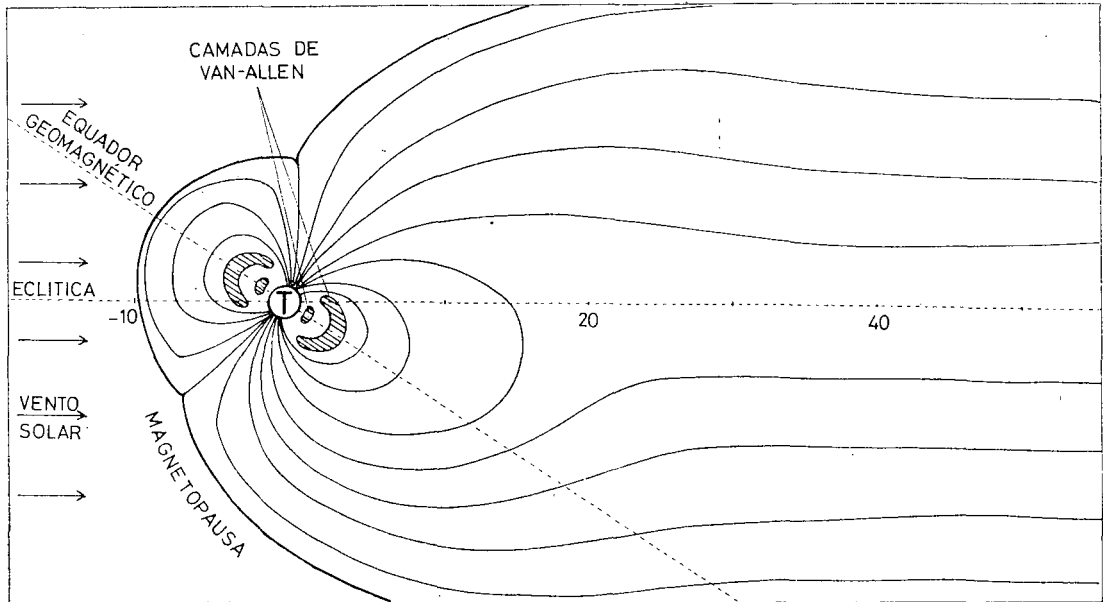 CAMADAS DE
VAN-ALLEN
EQUADOR
GEOMAGNÉTICO
ECLITICA
-10
T
20
40
VENTO
SOLAR
MAGNETOPAUSA